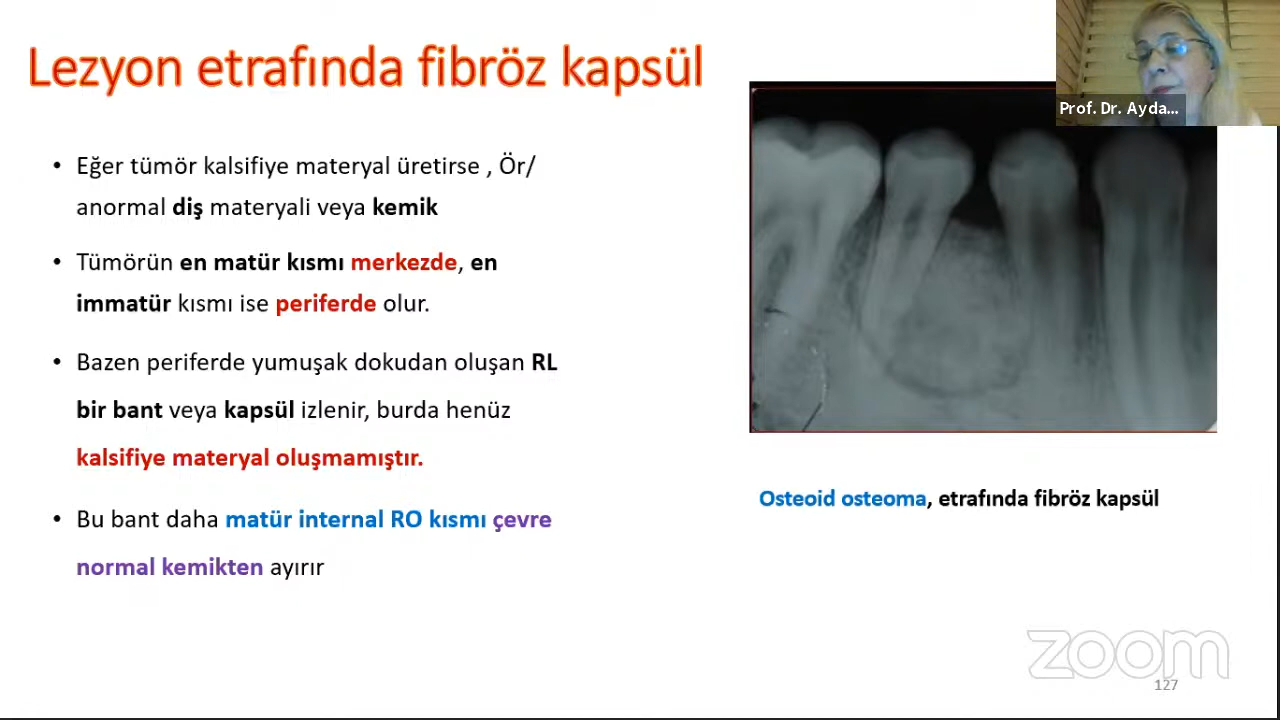 Lezyon etrafında fibröz kapsül
Prof. Dr. Ayda...
• Eğer tümör kalsifiye materyal üretirse , Ör/
anormal diş materyali veya kemik
• Tümörün en matür kısmı merkezde, en
immatür kısmı ise periferde olur.
• Bazen periferde yumuşak dokudan oluşan RL
bir bant veya kapsül izlenir, burda henüz
kalsifiye materyal oluşmamıştır.
• Bu bant daha matür internal RO kısmı çevre
normal kemikten ayırır
Osteoid osteoma, etrafında fibröz kapsül
zoom
127